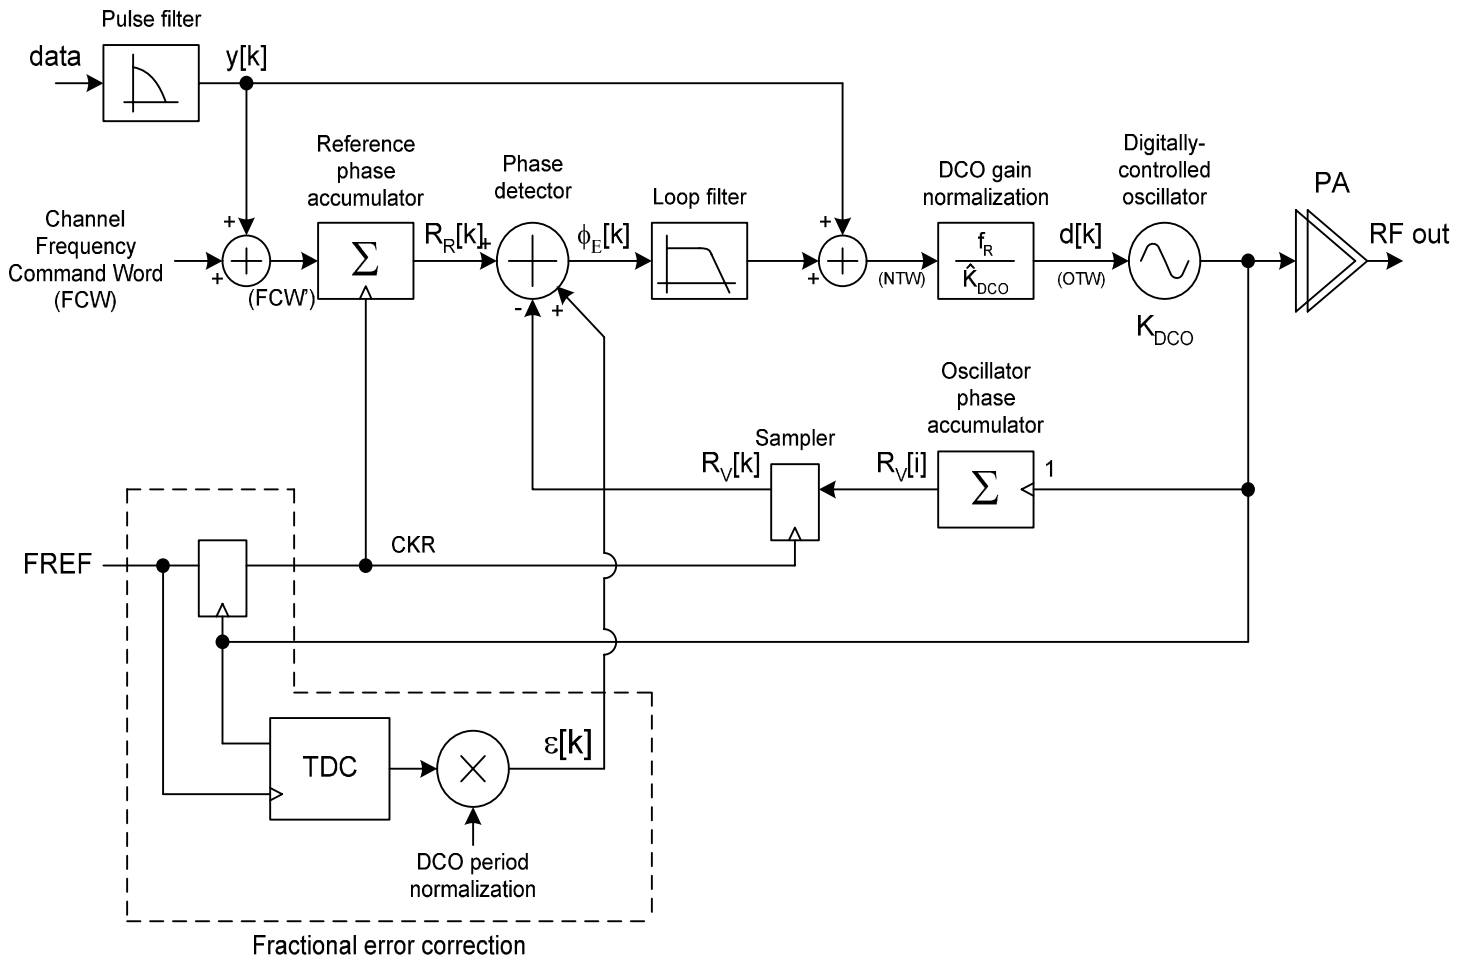 Pulse filter
data
y[k]
Reference
phase
accumulator
Phase
detector
Loop filter
DCO gain
normalization
Digitally-
controlled
oscillator
PA
Channel
Frequency
Command Word
(FCW)
+
+
+
(FCW')
Σ
R_R[k]
+
+
ϕ_E[k]
-
+
+
+
+
(NTW)
f_R
K̂_DCO
d[k]
(OTW)
K_DCO
RF out
Oscillator
phase
accumulator
Sampler
R_V[k]
R_V[i]
Σ
1
FREF
CKR
TDC
×
ε[k]
DCO period
normalization
Fractional error correction